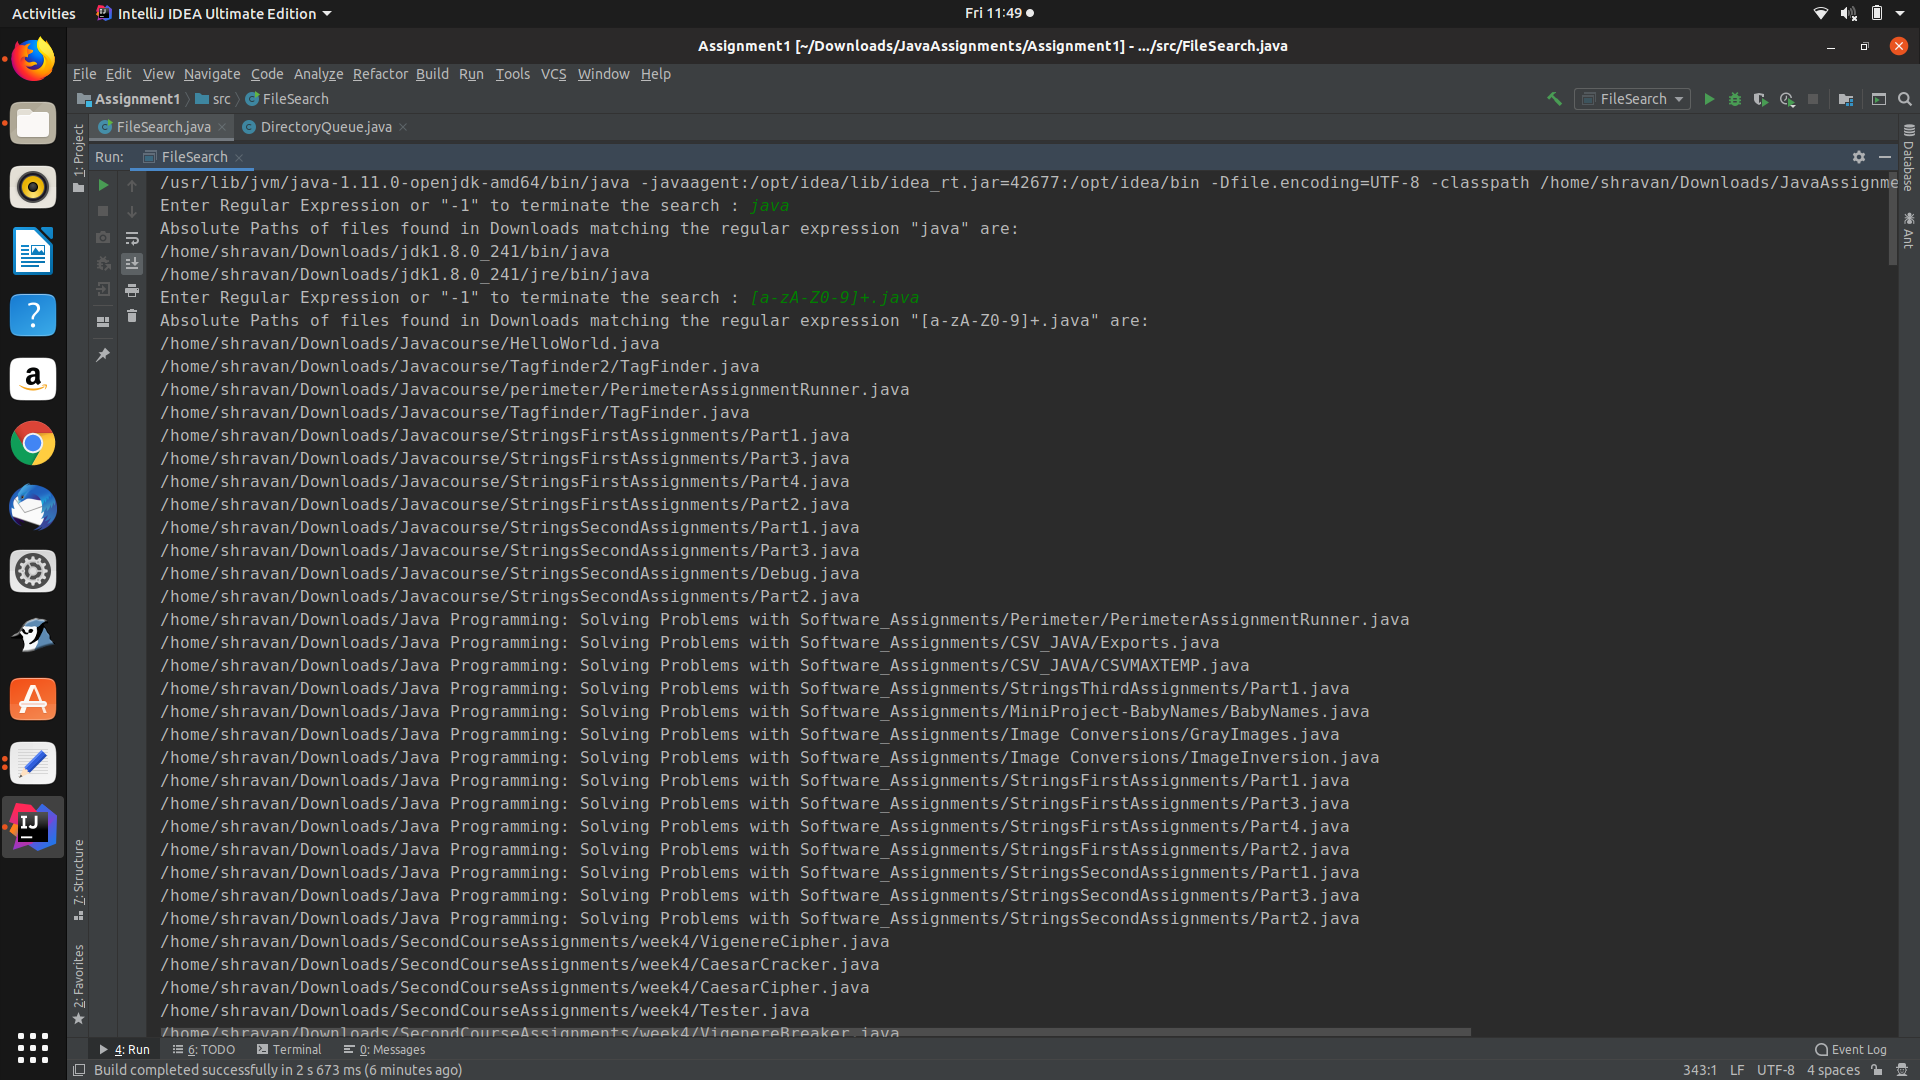 Activities IntelliJ IDEA Ultimate Edition Fri 11:49
Assignment1 [~/Downloads/JavaAssignments/Assignment1] - .../src/FileSearch.java
File Edit View Navigate Code Analyze Refactor Build Run Tools VCS Window Help
Assignment1 src FileSearch FileSearch
FileSearch.java DirectoryQueue.java
Run: FileSearch
1: Project
Database
Ant
7: Structure
2: Favorites
/usr/lib/jvm/java-1.11.0-openjdk-amd64/bin/java -javaagent:/opt/idea/lib/idea_rt.jar=42677:/opt/idea/bin -Dfile.encoding=UTF-8 -classpath /home/shravan/Downloads/JavaAssignme
Enter Regular Expression or "-1" to terminate the search : java
Absolute Paths of files found in Downloads matching the regular expression "java" are:
/home/shravan/Downloads/jdk1.8.0_241/bin/java
/home/shravan/Downloads/jdk1.8.0_241/jre/bin/java
Enter Regular Expression or "-1" to terminate the search : [a-zA-Z0-9]+.java
Absolute Paths of files found in Downloads matching the regular expression "[a-zA-Z0-9]+.java" are:
/home/shravan/Downloads/Javacourse/HelloWorld.java
/home/shravan/Downloads/Javacourse/Tagfinder2/TagFinder.java
/home/shravan/Downloads/Javacourse/perimeter/PerimeterAssignmentRunner.java
/home/shravan/Downloads/Javacourse/Tagfinder/TagFinder.java
/home/shravan/Downloads/Javacourse/StringsFirstAssignments/Part1.java
/home/shravan/Downloads/Javacourse/StringsFirstAssignments/Part3.java
/home/shravan/Downloads/Javacourse/StringsFirstAssignments/Part4.java
/home/shravan/Downloads/Javacourse/StringsFirstAssignments/Part2.java
/home/shravan/Downloads/Javacourse/StringsSecondAssignments/Part1.java
/home/shravan/Downloads/Javacourse/StringsSecondAssignments/Part3.java
/home/shravan/Downloads/Javacourse/StringsSecondAssignments/Debug.java
/home/shravan/Downloads/Javacourse/StringsSecondAssignments/Part2.java
/home/shravan/Downloads/Java Programming: Solving Problems with Software_Assignments/Perimeter/PerimeterAssignmentRunner.java
/home/shravan/Downloads/Java Programming: Solving Problems with Software_Assignments/CSV_JAVA/Exports.java
/home/shravan/Downloads/Java Programming: Solving Problems with Software_Assignments/CSV_JAVA/CSVMAXTEMP.java
/home/shravan/Downloads/Java Programming: Solving Problems with Software_Assignments/StringsThirdAssignments/Part1.java
/home/shravan/Downloads/Java Programming: Solving Problems with Software_Assignments/MiniProject-BabyNames/BabyNames.java
/home/shravan/Downloads/Java Programming: Solving Problems with Software_Assignments/Image Conversions/GrayImages.java
/home/shravan/Downloads/Java Programming: Solving Problems with Software_Assignments/Image Conversions/ImageInversion.java
/home/shravan/Downloads/Java Programming: Solving Problems with Software_Assignments/StringsFirstAssignments/Part1.java
/home/shravan/Downloads/Java Programming: Solving Problems with Software_Assignments/StringsFirstAssignments/Part3.java
/home/shravan/Downloads/Java Programming: Solving Problems with Software_Assignments/StringsFirstAssignments/Part4.java
/home/shravan/Downloads/Java Programming: Solving Problems with Software_Assignments/StringsFirstAssignments/Part2.java
/home/shravan/Downloads/Java Programming: Solving Problems with Software_Assignments/StringsSecondAssignments/Part1.java
/home/shravan/Downloads/Java Programming: Solving Problems with Software_Assignments/StringsSecondAssignments/Part3.java
/home/shravan/Downloads/Java Programming: Solving Problems with Software_Assignments/StringsSecondAssignments/Part2.java
/home/shravan/Downloads/SecondCourseAssignments/week4/VigenereCipher.java
/home/shravan/Downloads/SecondCourseAssignments/week4/CaesarCracker.java
/home/shravan/Downloads/SecondCourseAssignments/week4/CaesarCipher.java
/home/shravan/Downloads/SecondCourseAssignments/week4/Tester.java
/home/shravan/Downloads/SecondCourseAssignments/week4/VigenereBreaker.java
4: Run 6: TODO Terminal 0: Messages Event Log
Build completed successfully in 2 s 673 ms (6 minutes ago) 343:1 LF UTF-8 4 spaces